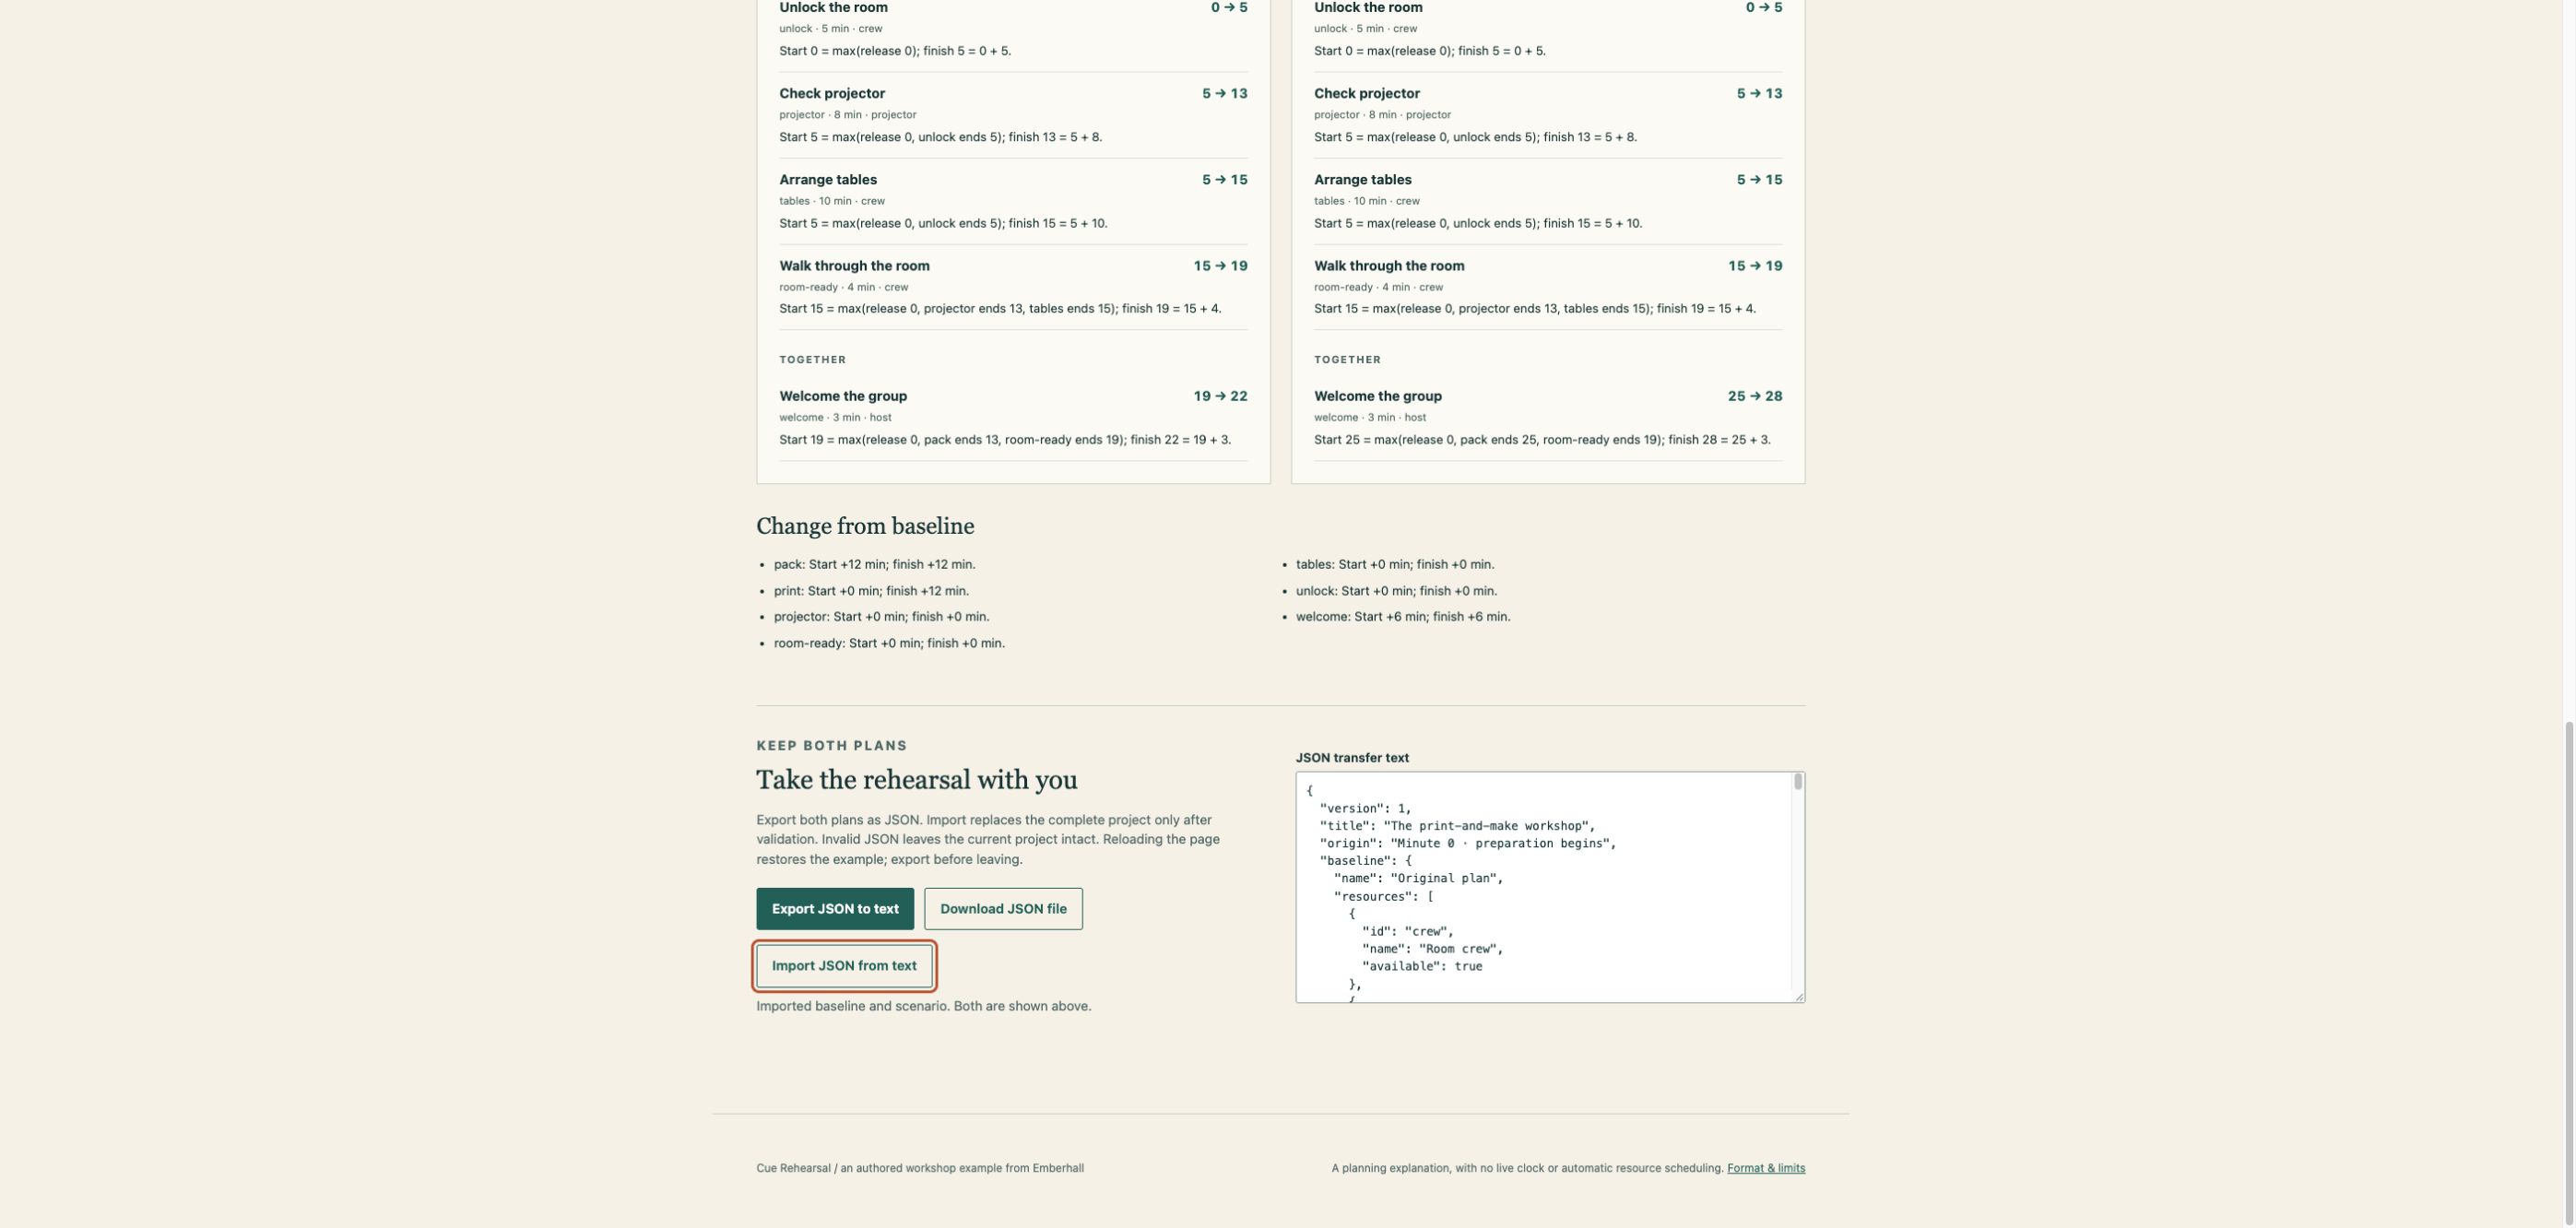 Unlock the room 0 → 5
unlock · 5 min · crew
Start 0 = max(release 0); finish 5 = 0 + 5.
Check projector 5 → 13
projector · 8 min · projector
Start 5 = max(release 0, unlock ends 5); finish 13 = 5 + 8.
Arrange tables 5 → 15
tables · 10 min · crew
Start 5 = max(release 0, unlock ends 5); finish 15 = 5 + 10.
Walk through the room 15 → 19
room-ready · 4 min · crew
Start 15 = max(release 0, projector ends 13, tables ends 15); finish 19 = 15 + 4.
TOGETHER
Welcome the group 19 → 22
welcome · 3 min · host
Start 19 = max(release 0, pack ends 13, room-ready ends 19); finish 22 = 19 + 3.
Unlock the room 0 → 5
unlock · 5 min · crew
Start 0 = max(release 0); finish 5 = 0 + 5.
Check projector 5 → 13
projector · 8 min · projector
Start 5 = max(release 0, unlock ends 5); finish 13 = 5 + 8.
Arrange tables 5 → 15
tables · 10 min · crew
Start 5 = max(release 0, unlock ends 5); finish 15 = 5 + 10.
Walk through the room 15 → 19
room-ready · 4 min · crew
Start 15 = max(release 0, projector ends 13, tables ends 15); finish 19 = 15 + 4.
TOGETHER
Welcome the group 25 → 28
welcome · 3 min · host
Start 25 = max(release 0, pack ends 25, room-ready ends 19); finish 28 = 25 + 3.
Change from baseline
• pack: Start +12 min; finish +12 min.
• print: Start +0 min; finish +12 min.
• projector: Start +0 min; finish +0 min.
• room-ready: Start +0 min; finish +0 min.
• tables: Start +0 min; finish +0 min.
• unlock: Start +0 min; finish +0 min.
• welcome: Start +6 min; finish +6 min.
KEEP BOTH PLANS
Take the rehearsal with you
Export both plans as JSON. Import replaces the complete project only after
validation. Invalid JSON leaves the current project intact. Reloading the page
restores the example; export before leaving.
Export JSON to text
Download JSON file
Import JSON from text
Imported baseline and scenario. Both are shown above.
JSON transfer text
{
"version": 1,
"title": "The print-and-make workshop",
"origin": "Minute 0 · preparation begins",
"baseline": {
"name": "Original plan",
"resources": [
{
"id": "crew",
"name": "Room crew",
"available": true
},
{
Cue Rehearsal / an authored workshop example from Emberhall
A planning explanation, with no live clock or automatic resource scheduling. Format & limits